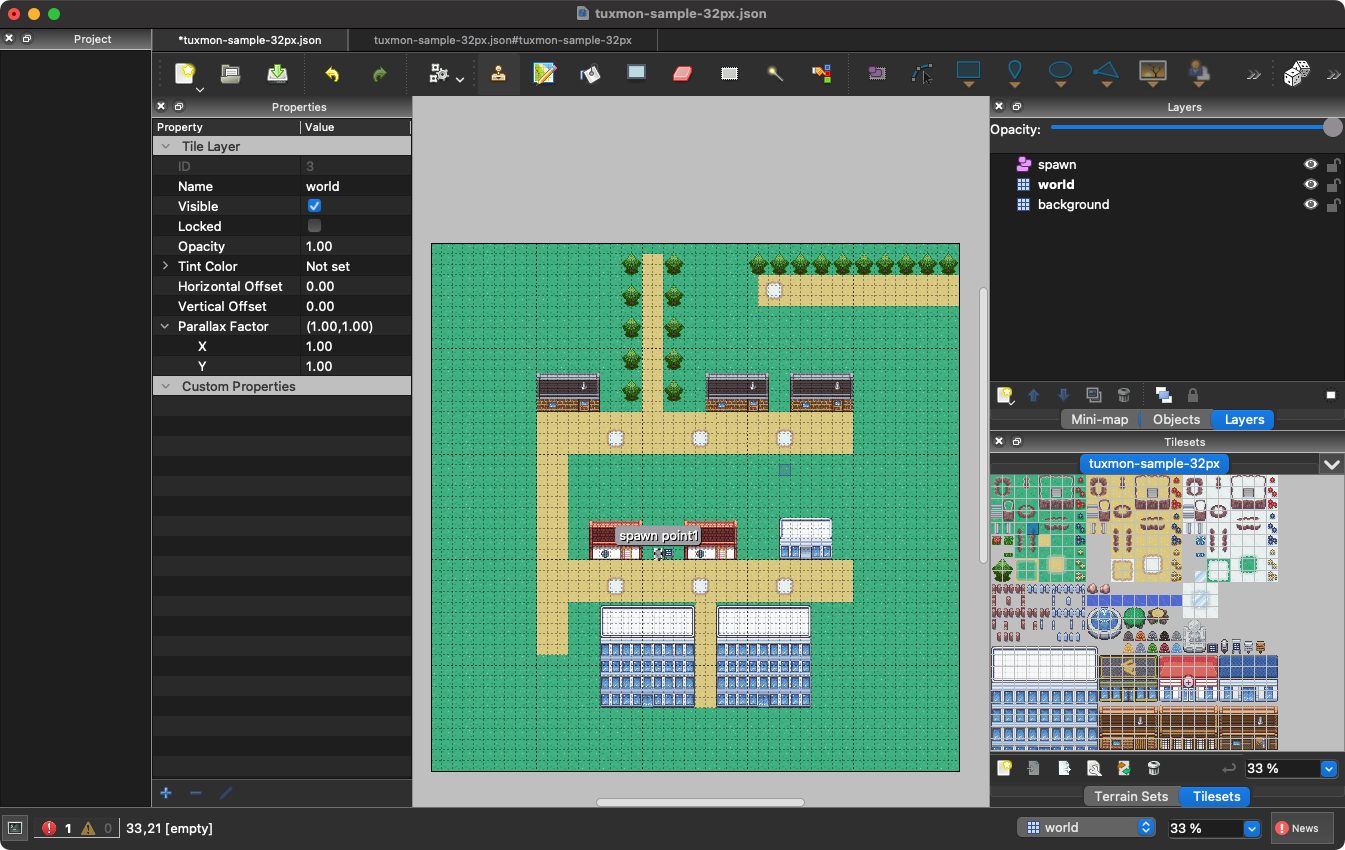 tuxmon-sample-32px.json
Project
*tuxmon-sample-32px.json
tuxmon-sample-32px.json#tuxmon-sample-32px
Properties
Property Value
Tile Layer
ID 3
Name world
Visible
Locked
Opacity 1.00
Tint Color Not set
Horizontal Offset 0.00
Vertical Offset 0.00
Parallax Factor (1.00,1.00)
X 1.00
Y 1.00
Custom Properties
spawn point1
Layers
Opacity:
spawn
world
background
Mini-map Objects Layers
Tilesets
tuxmon-sample-32px
33 %
Terrain Sets Tilesets
1 0 33,21 [empty]
world 33 % News